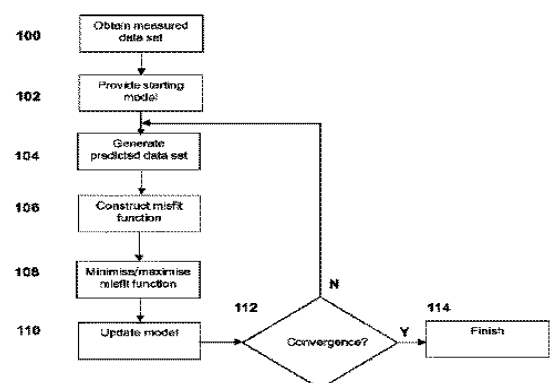 100
Obtain measured
data set
102
Provide starting
model
104
Generate
predicted data set
106
Construct misfit
function
108
Minimise/maximise
misfit function
110
Update model
112
N
Convergence?
Y
114
Finish